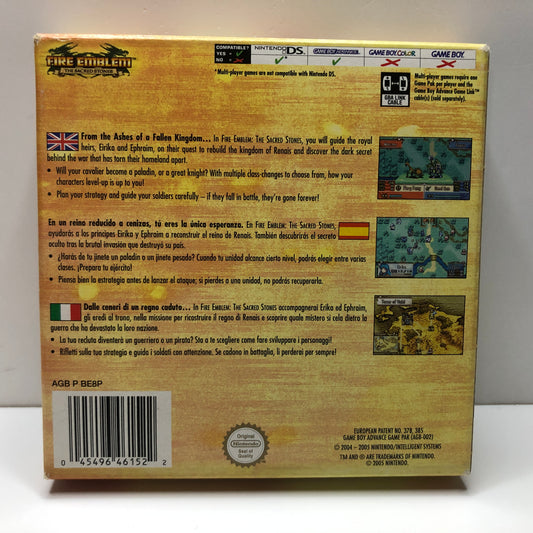 FIRE EMBLEM
THE SACRED STONES
COMPATIBLE?
YES = ✓
NO = ✗
NINTENDO DS
GAME BOY ADVANCE
GAME BOY COLOR
GAME BOY
*Multi-player games are not compatible with Nintendo DS.
GBA LINK
CABLE
Multi-player games require one
Game Pak per player and the
Game Boy Advance Game Link™
cable(s) (sold separately).
From the Ashes of a Fallen Kingdom... In FIRE EMBLEM: THE SACRED STONES, you will guide the royal
heirs, Eirika and Ephraim, on their quest to rebuild the kingdom of Renais and discover the dark secret
behind the war that has torn their homeland apart.
• Will your cavalier become a paladin, or a great knight? With multiple class-changes to choose from, how your
characters level-up is up to you!
• Plan your strategy and guide your soldiers carefully – if they fall in battle, they're gone forever!
En un reino reducido a cenizas, tú eres la única esperanza. En FIRE EMBLEM: THE SACRED STONES,
ayudarás a los príncipes Eirika y Ephraim a reconstruir el reino de Renais. También descubrirás el secreto
oculto tras la brutal invasión que destruyó su país.
• ¿Harás de tu jinete un paladín o un jinete pesado? Cuando tu unidad alcance cierto nivel, podrás elegir entre varias
clases. ¡Prepara tu ejército!
• Piensa bien la estrategia antes de lanzar el ataque; si pierdes a una unidad, no podrás recuperarla.
Dalle ceneri di un regno caduto... In FIRE EMBLEM: THE SACRED STONES accompagnerai Eirika ed Ephraim,
gli eredi al trono, nella missione per ricostruire il regno di Renais e scoprire quale mistero si cela dietro la
guerra che ha devastato la loro nazione.
• La tua recluta diventerà un guerriero o un pirata? Sta a te scegliere come fare sviluppare i personaggi!
• Rifletti sulla tua strategia e guida i soldati con attenzione. Se cadono in battaglia, li perderai per sempre!
AGB P BE8P
0 45496 46152 2
Original
Nintendo
Seal of
Quality
EUROPEAN PATENT NO. 378, 385
GAME BOY ADVANCE GAME PAK (AGB-002)
© 2004 – 2005 NINTENDO/INTELLIGENT SYSTEMS
TM AND ® ARE TRADEMARKS OF NINTENDO.
© 2005 NINTENDO.